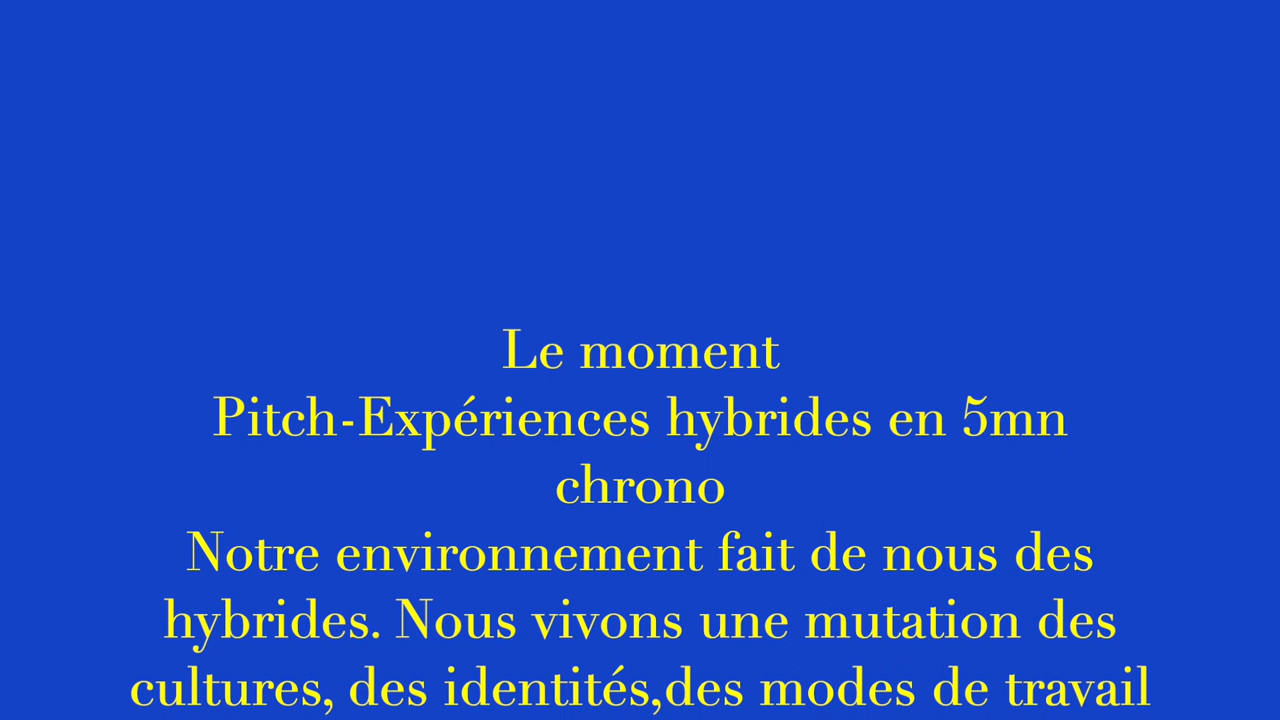 Le moment
Pitch-Expériences hybrides en 5mn
chrono
Notre environnement fait de nous des
hybrides. Nous vivons une mutation des
cultures, des identités,des modes de travail